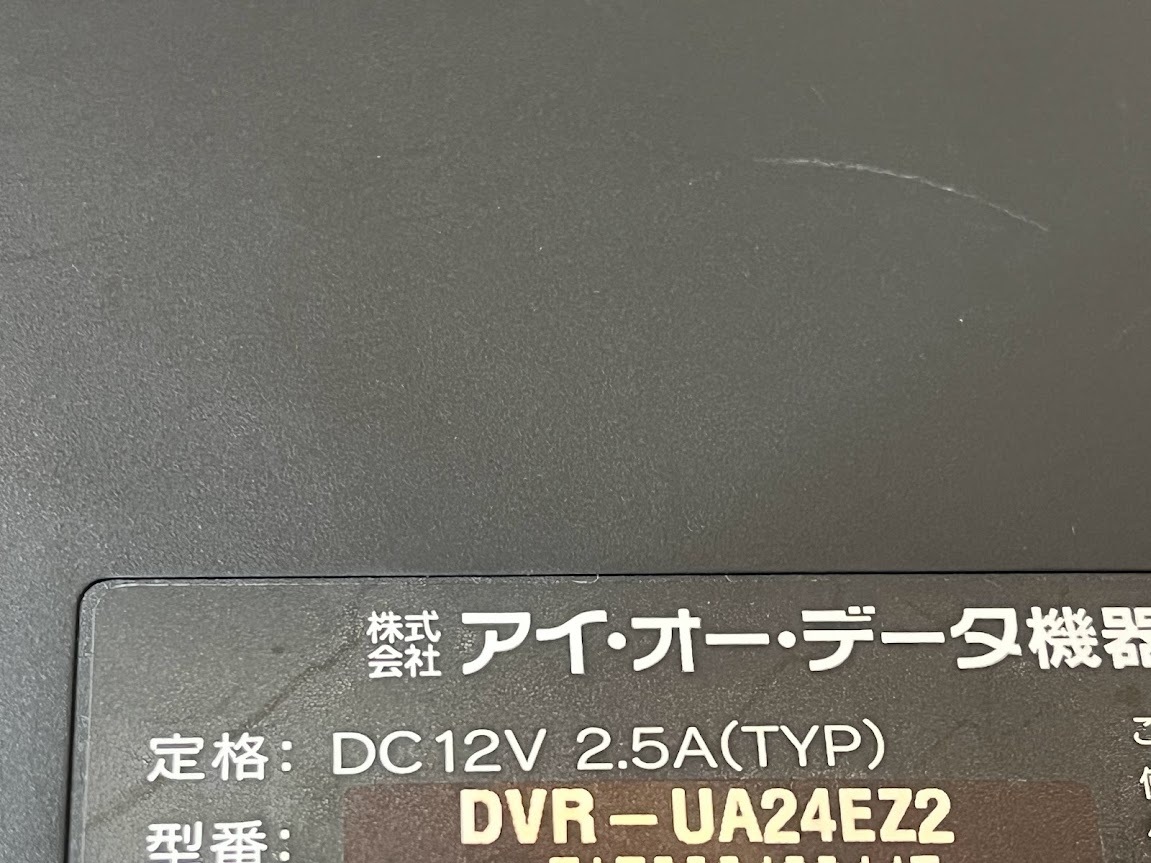 株式会社 アイ・オー・データ機器
定格: DC12V 2.5A(TYP)
型番: DVR-UA24EZ2